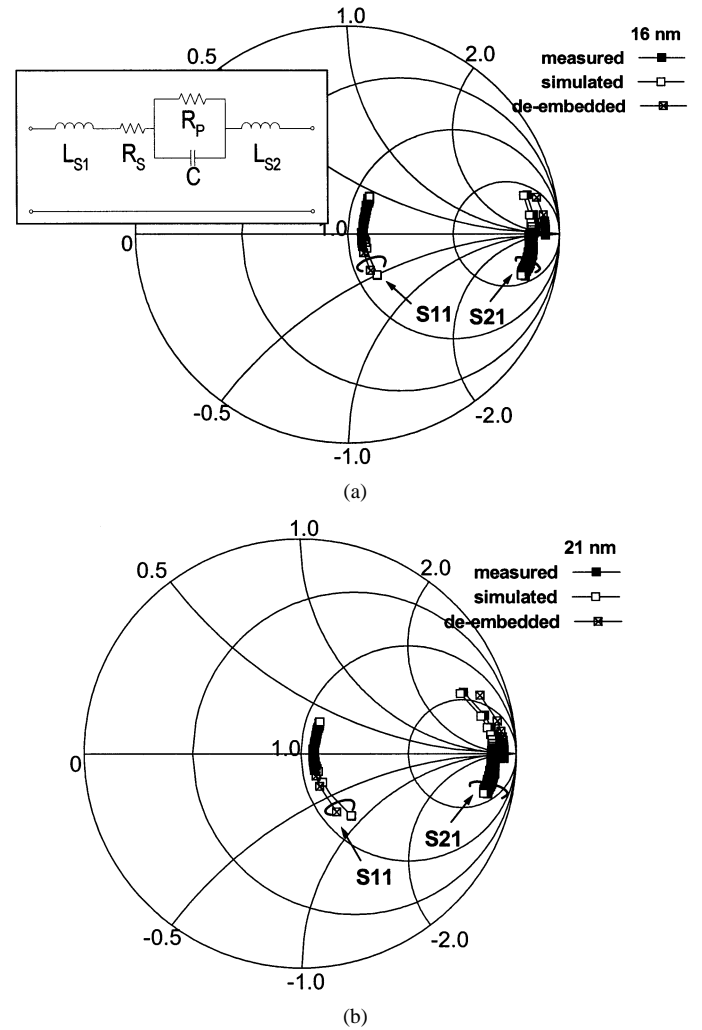 1.0
16 nm
0.5
2.0
measured
simulated
de-embedded
R_P
L_S1
R_S
C
L_S2
1.0
0
S11
S21
-0.5
-2.0
-1.0
(a)
1.0
21 nm
0.5
2.0
measured
simulated
de-embedded
1.0
0
S21
S11
-0.5
-2.0
-1.0
(b)